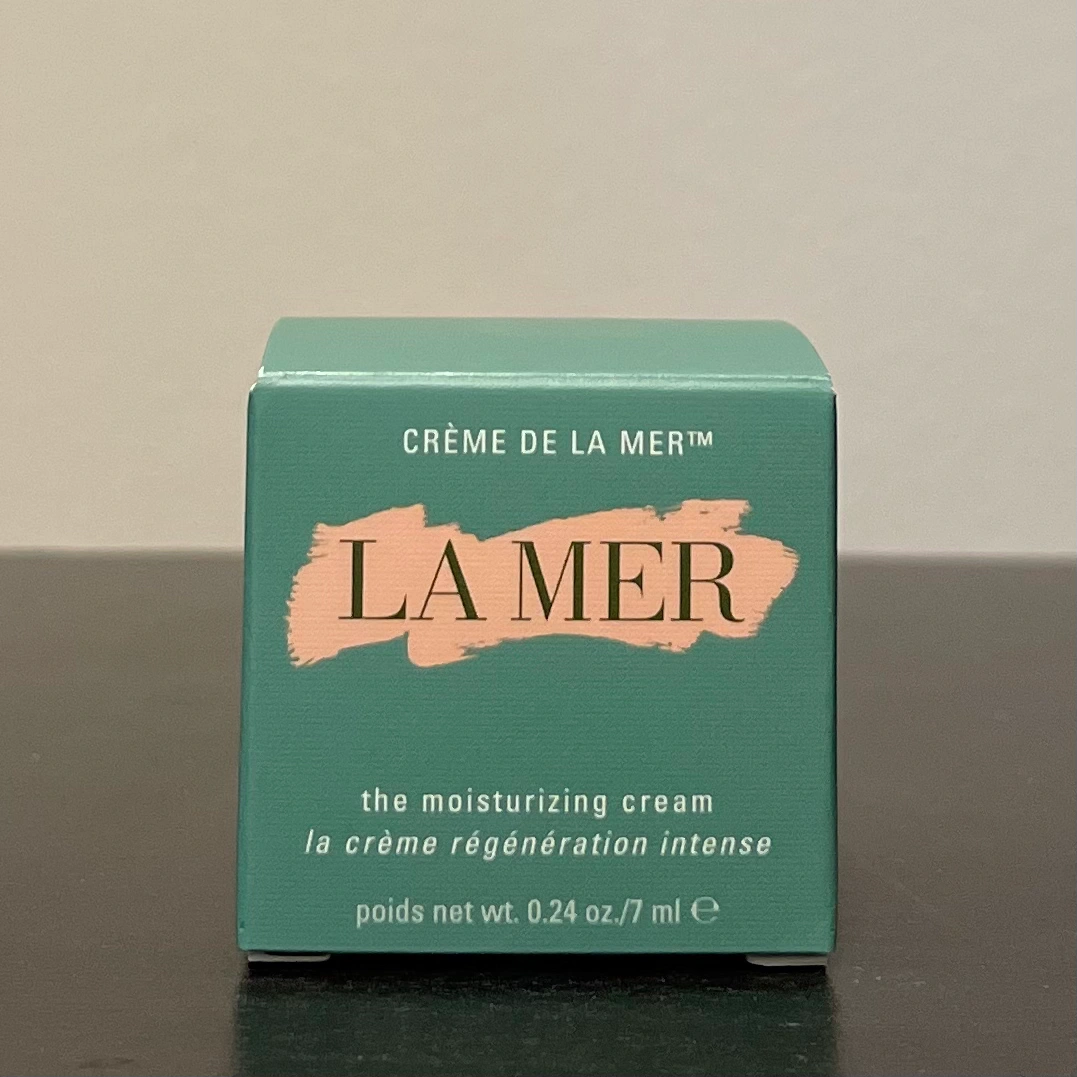 CRÈME DE LA MER™
LA MER
the moisturizing cream
la crème régénération intense
poids net wt. 0.24 oz./7 ml ℮